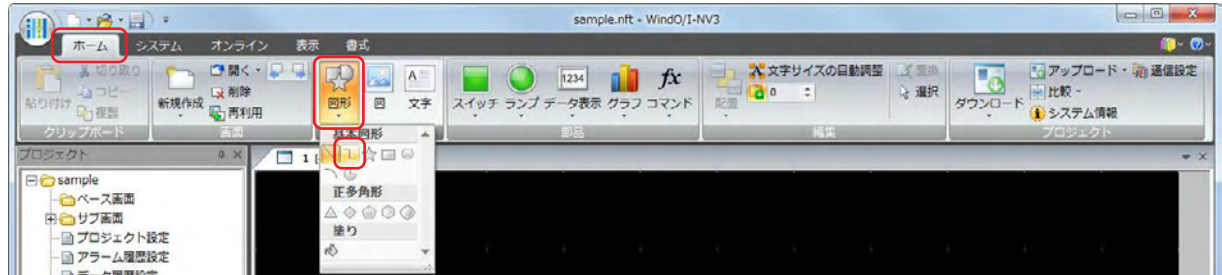 sample.nft - WindO/I-NV3
ホーム システム オンライン 表示 書式
切り取り 開く 文字サイズの自動調整 置換 アップロード 通信設定
コピー 削除 0 選択 比較
貼り付け 複製 新規作成 再利用 図形 図 文字 スイッチ ランプ データ表示 グラフ コマンド 配置 ダウンロード システム情報
A 1234 fx
クリップボード 画面 部品 編集 プロジェクト
基本図形
プロジェクト 1
sample
ベース画面
正多角形
サブ画面
プロジェクト設定
塗り
アラーム履歴設定
データ履歴設定